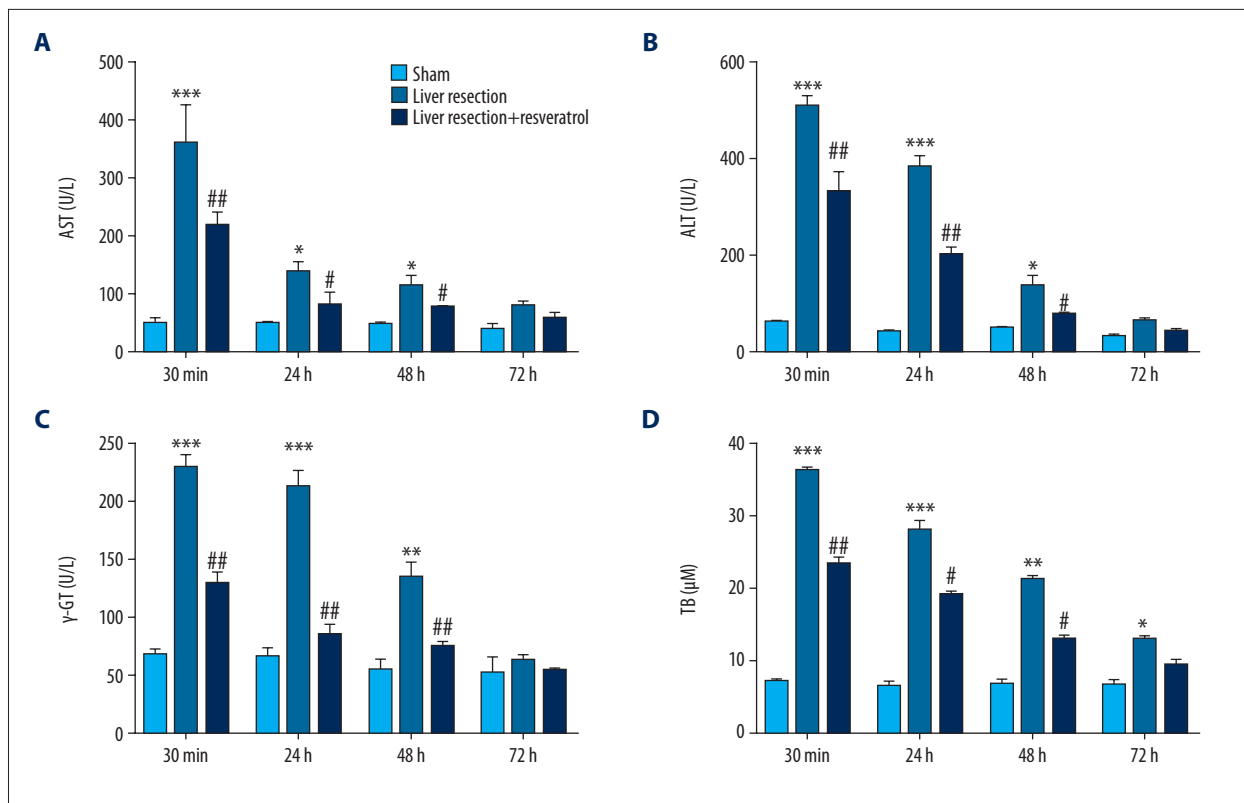 A
AST (U/L)
500
400
300
200
100
0
***
##
*
#
*
#
30 min
24 h
48 h
72 h
Sham
Liver resection
Liver resection+resveratrol
B
ALT (U/L)
600
400
200
0
***
##
***
##
*
#
30 min
24 h
48 h
72 h
C
γ-GT (U/L)
250
200
150
100
50
0
***
##
***
##
**
##
30 min
24 h
48 h
72 h
D
TB (µM)
40
30
20
10
0
***
##
***
#
**
#
*
30 min
24 h
48 h
72 h